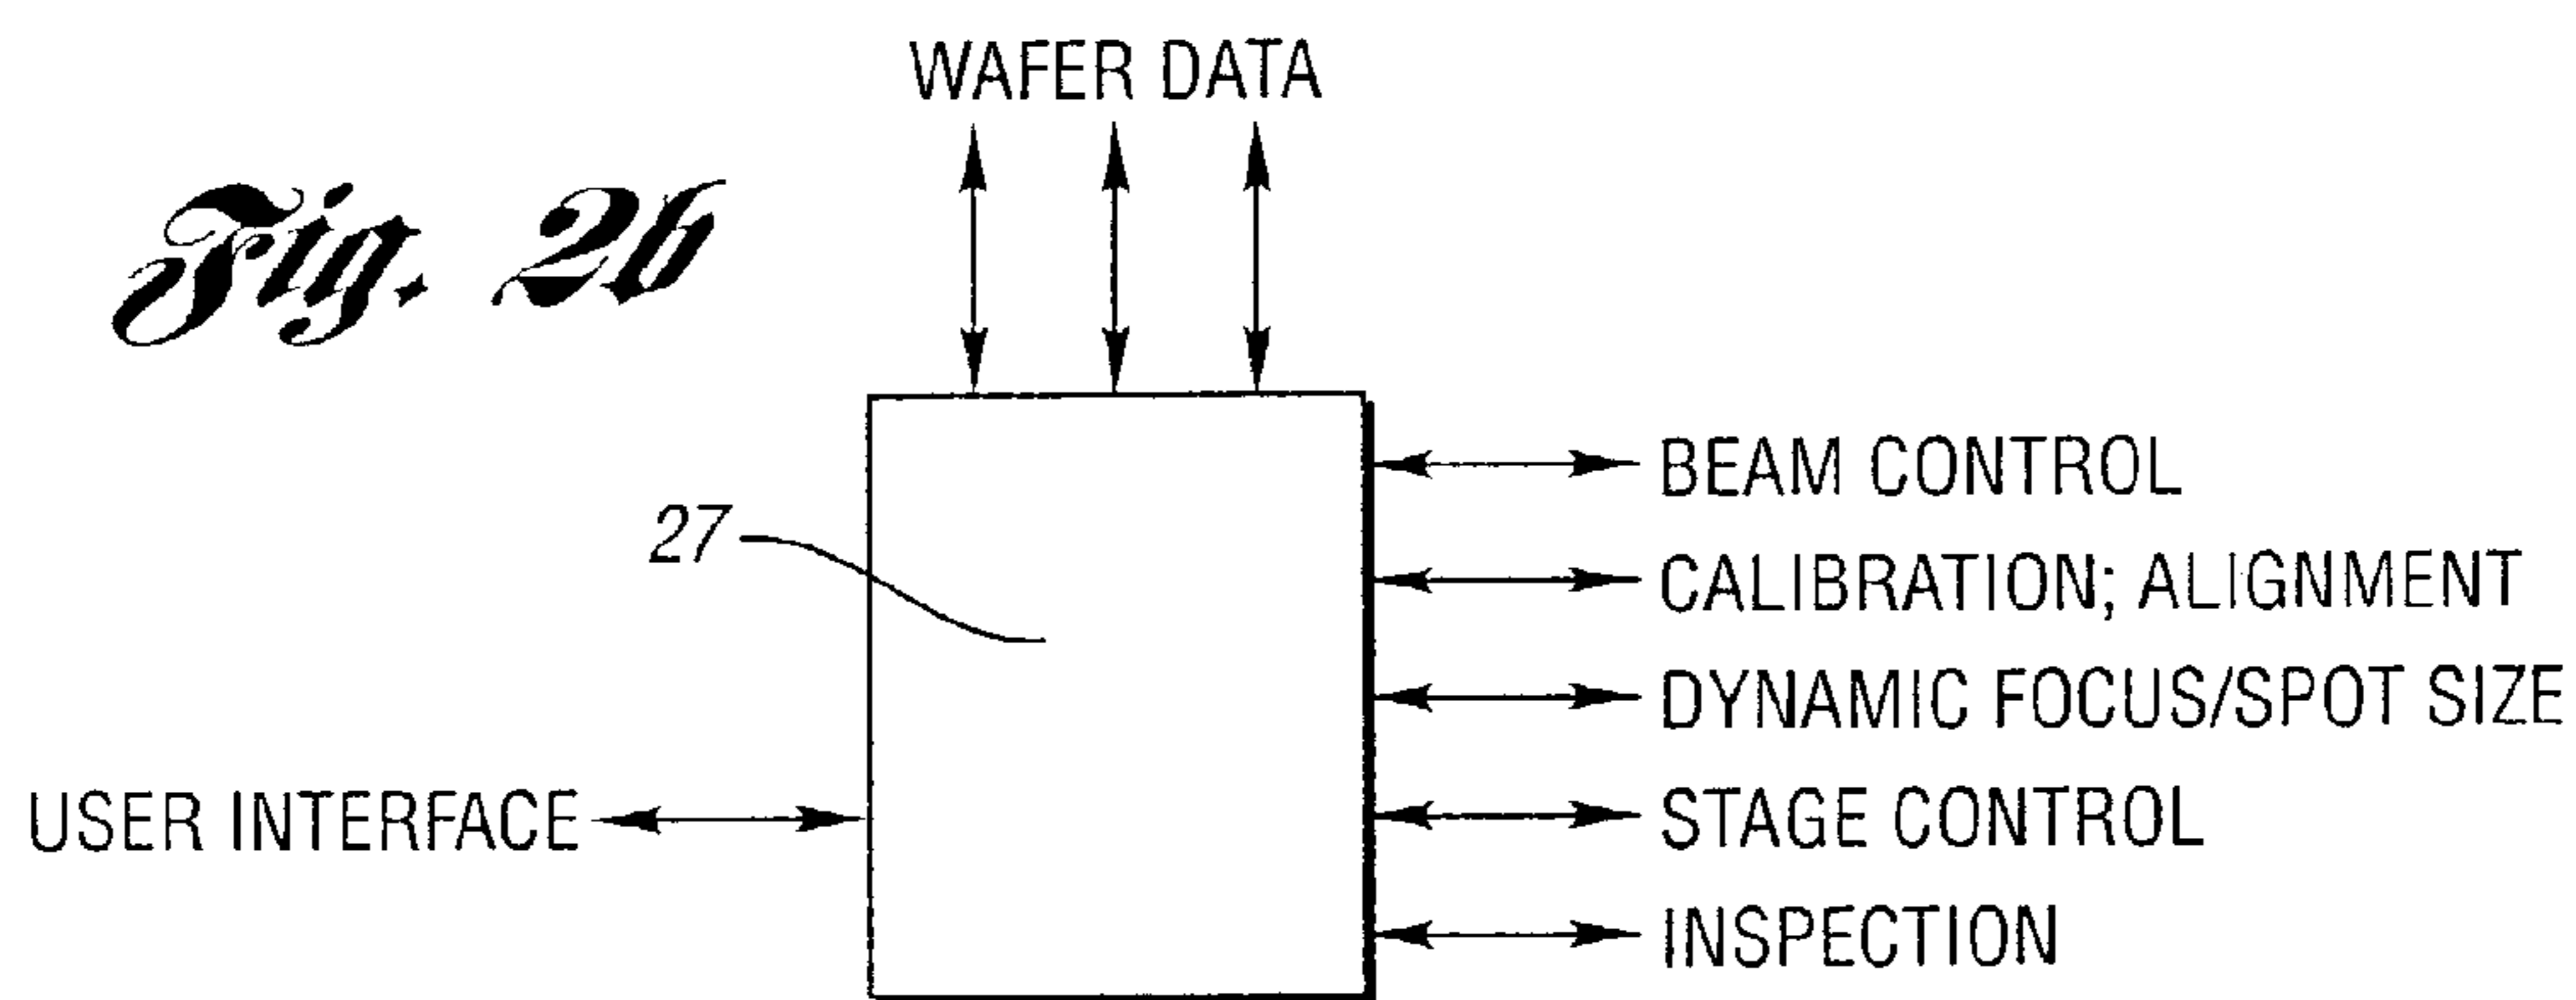 WAFER DATA
Fig. 2b
BEAM CONTROL
27
CALIBRATION; ALIGNMENT
DYNAMIC FOCUS/SPOT SIZE
USER INTERFACE
STAGE CONTROL
INSPECTION